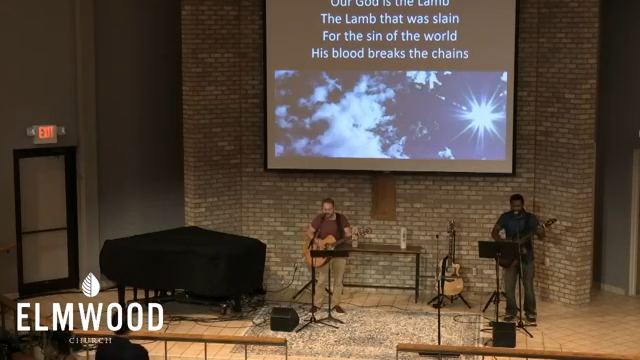 Our God is the Lamb
The Lamb that was slain
For the sin of the world
His blood breaks the chains
EXIT
ELMWOOD
CHURCH